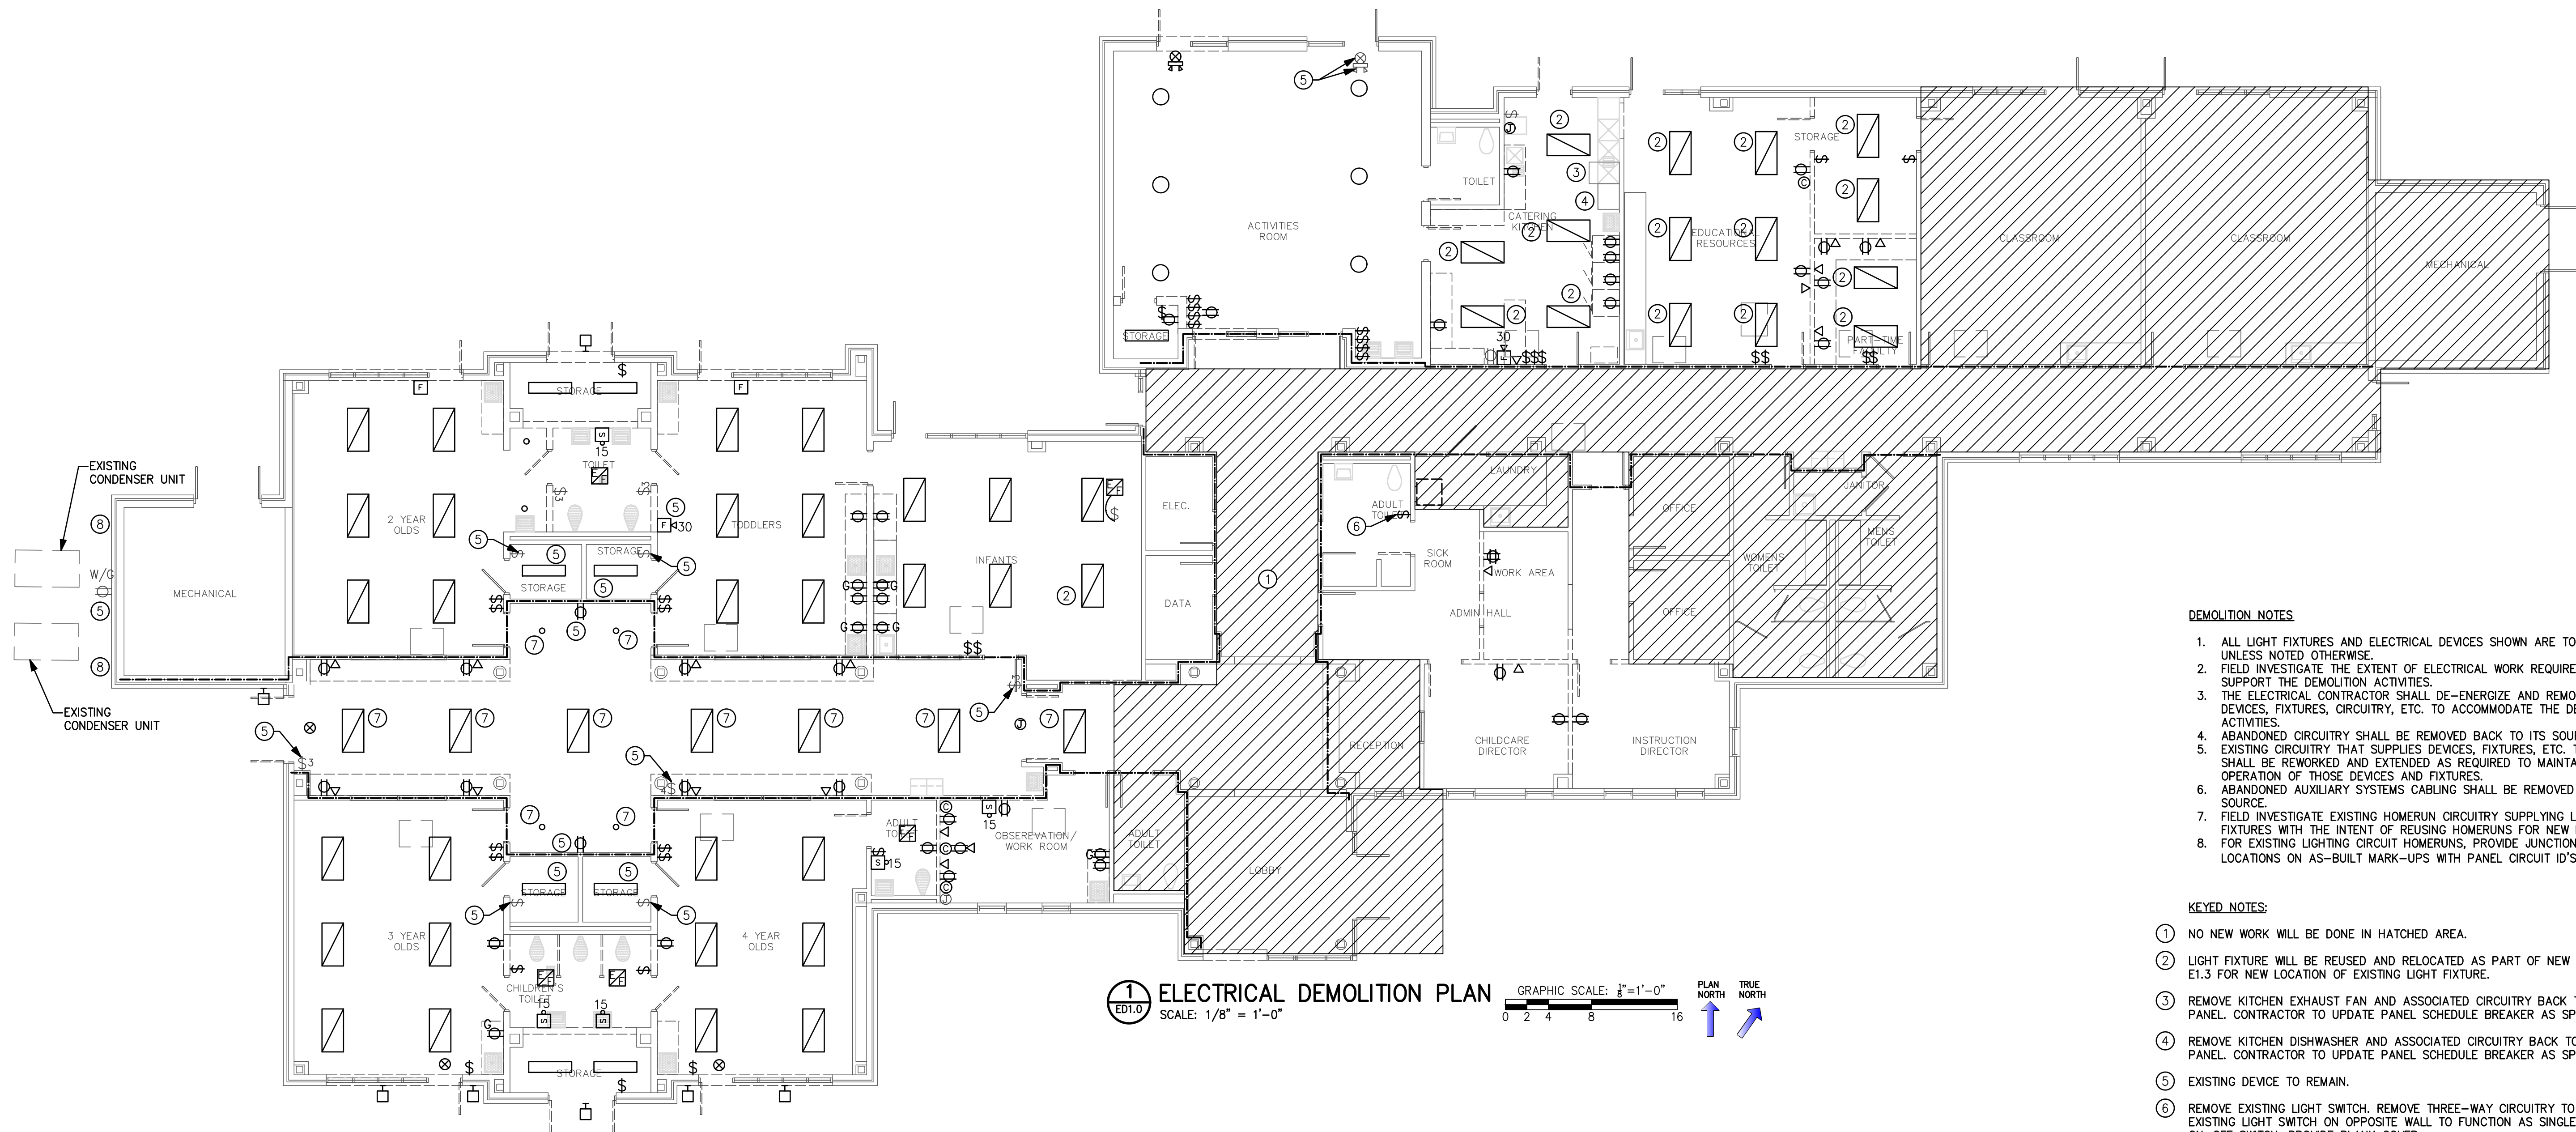 ACTIVITIES
ROOM
STORAGE
TOILET
CATERING
KITCHEN
30
EDUCATIONAL
RESOURCES
STORAGE
PART-TIME
FACULTY
CLASSROOM
CLASSROOM
MECHANICAL
EXISTING
CONDENSER UNIT
W/G
EXISTING
CONDENSER UNIT
MECHANICAL
2 YEAR
OLDS
STORAGE
15
TOILET
30
TODDLERS
STORAGE
STORAGE
INFANTS
ELEC.
DATA
ADULT
TOILET
LAUNDRY
SICK
ROOM
WORK AREA
ADMIN HALL
OFFICE
OFFICE
WOMENS
TOILET
MENS
TOILET
JANITOR
RECEPTION
CHILDCARE
DIRECTOR
INSTRUCTION
DIRECTOR
LOBBY
ADULT
TOILET
ADULT
TOILET
15
15
OBSEREVATION/
WORK ROOM
3 YEAR
OLDS
STORAGE
STORAGE
4 YEAR
OLDS
CHILDREN'S
TOILET
15
15
STORAGE
1
ED1.0
ELECTRICAL DEMOLITION PLAN
SCALE: 1/8" = 1'-0"
GRAPHIC SCALE: 1/8"=1'-0"
0 2 4 8 16
PLAN
NORTH
TRUE
NORTH
DEMOLITION NOTES
1. ALL LIGHT FIXTURES AND ELECTRICAL DEVICES SHOWN ARE TO
UNLESS NOTED OTHERWISE.
2. FIELD INVESTIGATE THE EXTENT OF ELECTRICAL WORK REQUIRE
SUPPORT THE DEMOLITION ACTIVITIES.
3. THE ELECTRICAL CONTRACTOR SHALL DE-ENERGIZE AND REMO
DEVICES, FIXTURES, CIRCUITRY, ETC. TO ACCOMMODATE THE DE
ACTIVITIES.
4. ABANDONED CIRCUITRY SHALL BE REMOVED BACK TO ITS SOU
5. EXISTING CIRCUITRY THAT SUPPLIES DEVICES, FIXTURES, ETC. T
SHALL BE REWORKED AND EXTENDED AS REQUIRED TO MAINTA
OPERATION OF THOSE DEVICES AND FIXTURES.
6. ABANDONED AUXILIARY SYSTEMS CABLING SHALL BE REMOVED
SOURCE.
7. FIELD INVESTIGATE EXISTING HOMERUN CIRCUITRY SUPPLYING L
FIXTURES WITH THE INTENT OF REUSING HOMERUNS FOR NEW
8. FOR EXISTING LIGHTING CIRCUIT HOMERUNS, PROVIDE JUNCTION
LOCATIONS ON AS-BUILT MARK-UPS WITH PANEL CIRCUIT ID'S
KEYED NOTES:
1 NO NEW WORK WILL BE DONE IN HATCHED AREA.
2 LIGHT FIXTURE WILL BE REUSED AND RELOCATED AS PART OF NEW
E1.3 FOR NEW LOCATION OF EXISTING LIGHT FIXTURE.
3 REMOVE KITCHEN EXHAUST FAN AND ASSOCIATED CIRCUITRY BACK T
PANEL. CONTRACTOR TO UPDATE PANEL SCHEDULE BREAKER AS SP
4 REMOVE KITCHEN DISHWASHER AND ASSOCIATED CIRCUITRY BACK TO
PANEL. CONTRACTOR TO UPDATE PANEL SCHEDULE BREAKER AS SP
5 EXISTING DEVICE TO REMAIN.
6 REMOVE EXISTING LIGHT SWITCH. REMOVE THREE-WAY CIRCUITRY TO
EXISTING LIGHT SWITCH ON OPPOSITE WALL TO FUNCTION AS SINGLE